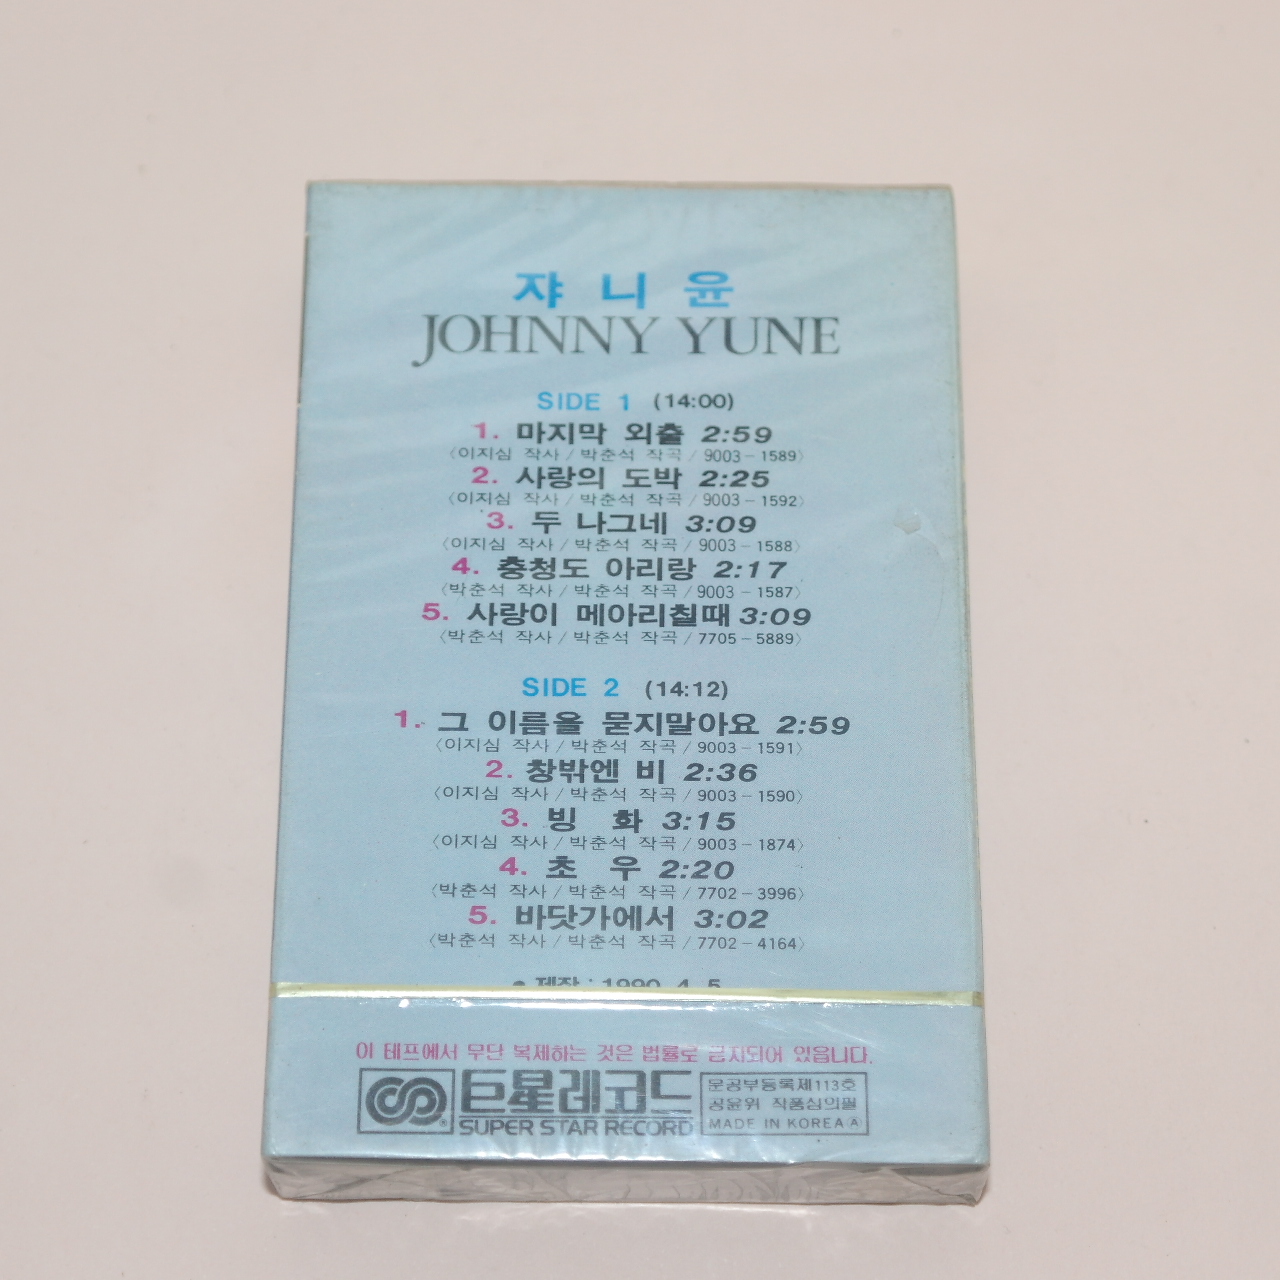 쟈니윤
JOHNNY YUNE
SIDE 1 (14:00)
1. 마지막 외출 2:59
〈이지심 작사 / 박춘석 작곡 / 9003－1589〉
2. 사랑의 도박 2:25
〈이지심 작사 / 박춘석 작곡 / 9003－1592〉
3. 두 나그네 3:09
〈이지심 작사 / 박춘석 작곡 / 9003－1588〉
4. 충청도 아리랑 2:17
〈박춘석 작사 / 박춘석 작곡 / 9003－1587〉
5. 사랑이 메아리칠때 3:09
〈박춘석 작사 / 박춘석 작곡 / 7705－5889〉
SIDE 2 (14:12)
1. 그 이름을 묻지말아요 2:59
〈이지심 작사 / 박춘석 작곡 / 9003－1591〉
2. 창밖엔 비 2:36
〈이지심 작사 / 박춘석 작곡 / 9003－1590〉
3. 빙 화 3:15
〈이지심 작사 / 박춘석 작곡 / 9003－1874〉
4. 초 우 2:20
〈박춘석 작사 / 박춘석 작곡 / 7702－3996〉
5. 바닷가에서 3:02
〈박춘석 작사 / 박춘석 작곡 / 7702－4164〉
● 제작 : 1990. 4. 5
이 테프에서 무단 복제하는 것은 법률로 금지되어 있읍니다.
巨星레코드
SUPER STAR RECORD
문공부등록제113호
공윤위 작품심의필
MADE IN KOREA Ⓐ